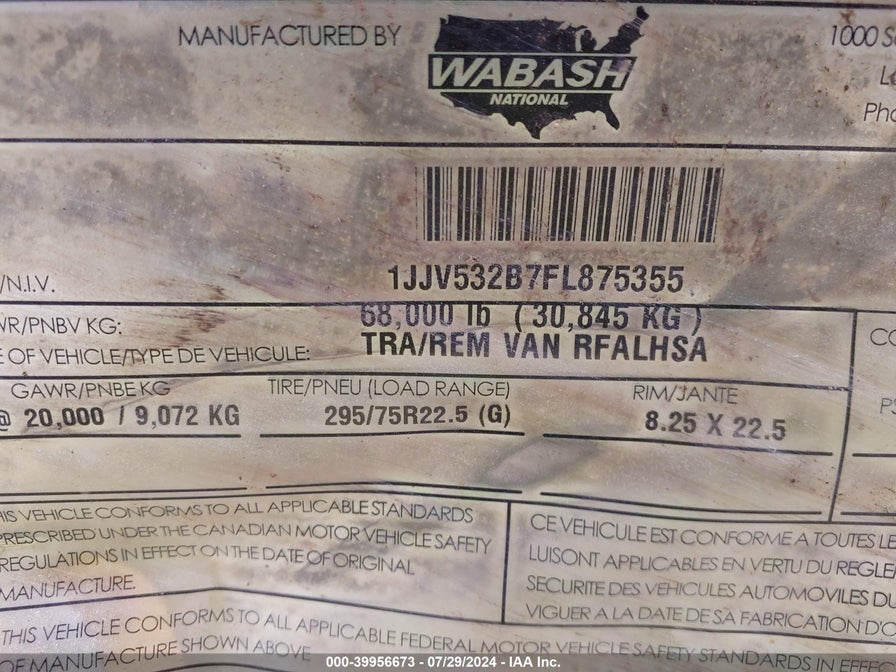 MANUFACTURED BY
WABASH
NATIONAL
1000 S
L
Pho
/N.I.V.
1JJV532B7FL875355
WR/PNBV KG:
68,000 lb ( 30,845 KG )
E OF VEHICLE/TYPE DE VEHICULE:
TRA/REM VAN RFALHSA
CO
GAWR/PNBE KG
TIRE/PNEU (LOAD RANGE)
RIM/JANTE
@ 20,000 / 9,072 KG
295/75R22.5 (G)
8.25 X 22.5
P
HIS VEHICLE CONFORMS TO ALL APPLICABLE STANDARDS
PRESCRIBED UNDER THE CANADIAN MOTOR VEHICLE SAFETY
REGULATIONS IN EFFECT ON THE DATE OF ORIGINAL
MANUFACTURE.
CE VEHICULE EST CONFORME A TOUTES LE
LUI SONT APPLICABLES EN VERTU DU REGLEM
SECURITE DES VEHICULES AUTOMOVILES DU
VIGUER A LA DATE DE SA FABRICATION D'O
THIS VEHICLE CONFORMS TO ALL APPLICABLE FEDERAL MOTOR VEHICLE SAFETY STANDARDS IN EFFEC
OF MANUFACTURE SHOWN ABOVE
000-39956673 - 07/29/2024 - IAA Inc.